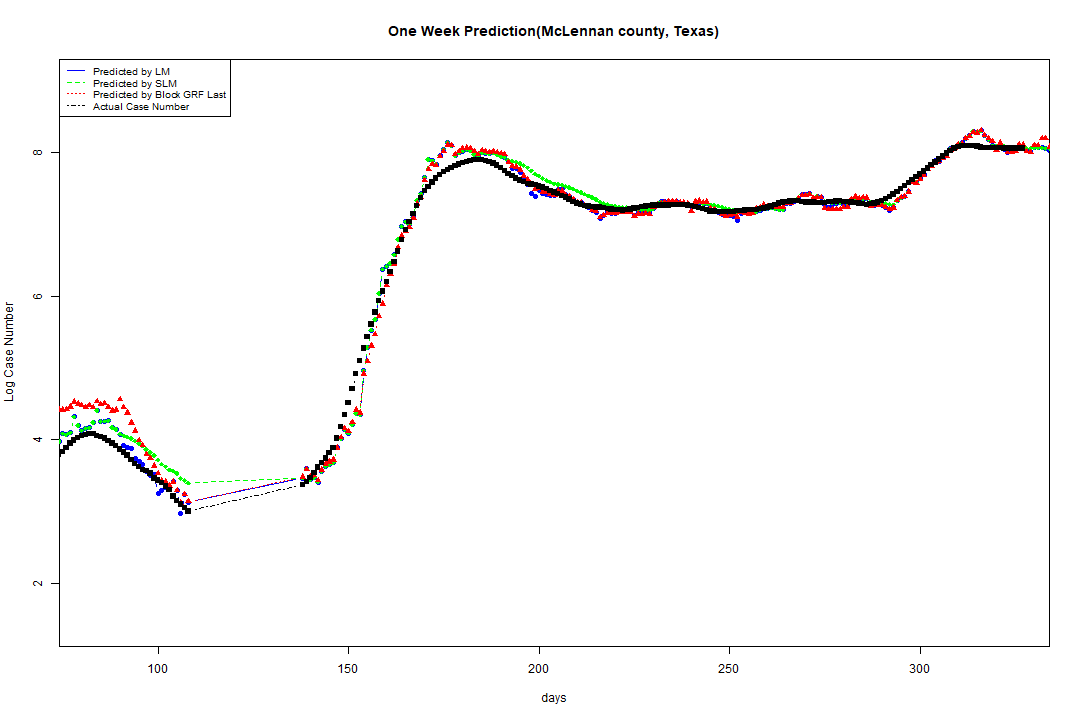 One Week Prediction(McLennan county, Texas)
Predicted by LM
Predicted by SLM
Predicted by Block GRF Last
Actual Case Number
8
6
4
2
Log Case Number
100 150 200 250 300
days